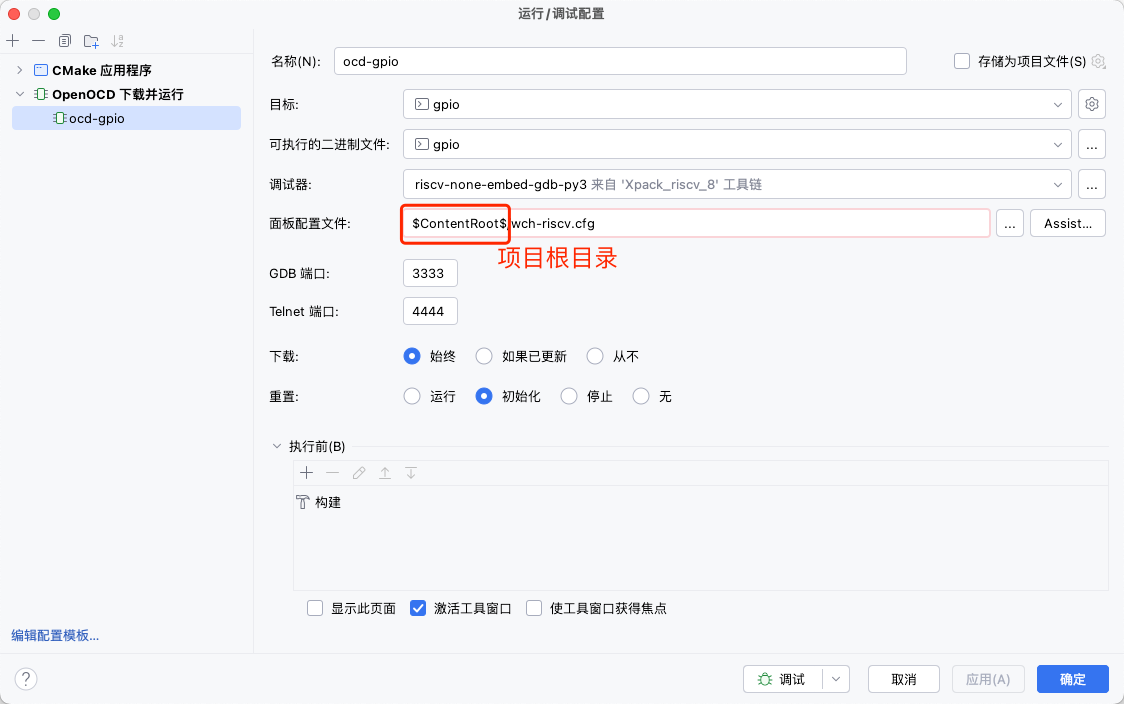 运行/调试配置
名称(N):
ocd-gpio
存储为项目文件(S)
CMake 应用程序
OpenOCD 下载并运行
ocd-gpio
目标:
gpio
可执行的二进制文件:
gpio
...
调试器:
riscv-none-embed-gdb-py3 来自 'Xpack_riscv_8' 工具链
...
面板配置文件:
$ContentRoot$/wch-riscv.cfg
...
Assist...
项目根目录
GDB 端口:
3333
Telnet 端口:
4444
下载:
始终
如果已更新
从不
重置:
运行
初始化
停止
无
执行前(B)
构建
显示此页面
激活工具窗口
使工具窗口获得焦点
编辑配置模板...
?
调试
取消
应用(A)
确定